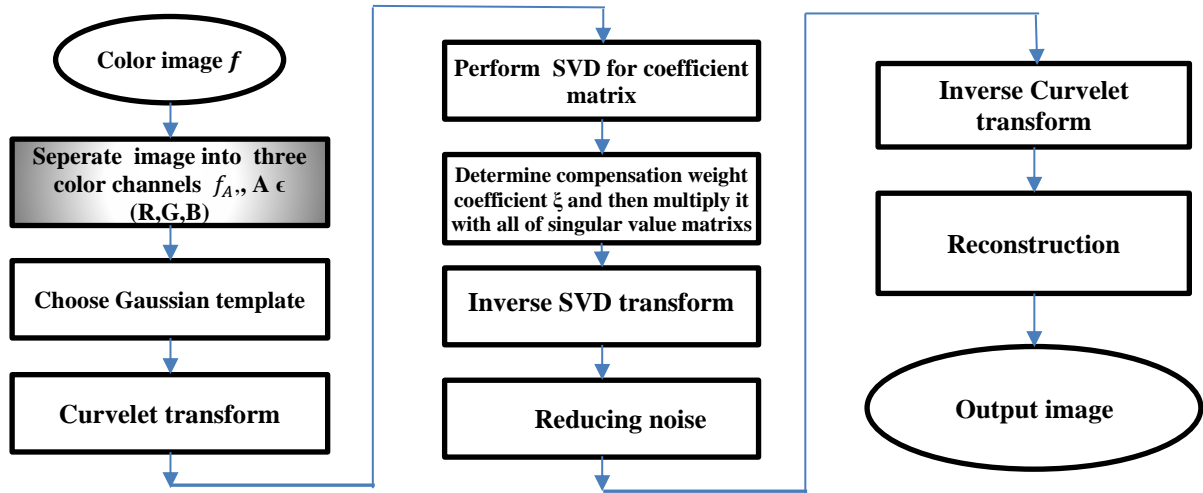 Color image f
Seperate image into three
color channels f_A,, A ϵ
(R,G,B)
Choose Gaussian template
Curvelet transform
Perform SVD for coefficient
matrix
Determine compensation weight
coefficient ξ and then multiply it
with all of singular value matrixs
Inverse SVD transform
Reducing noise
Inverse Curvelet
transform
Reconstruction
Output image